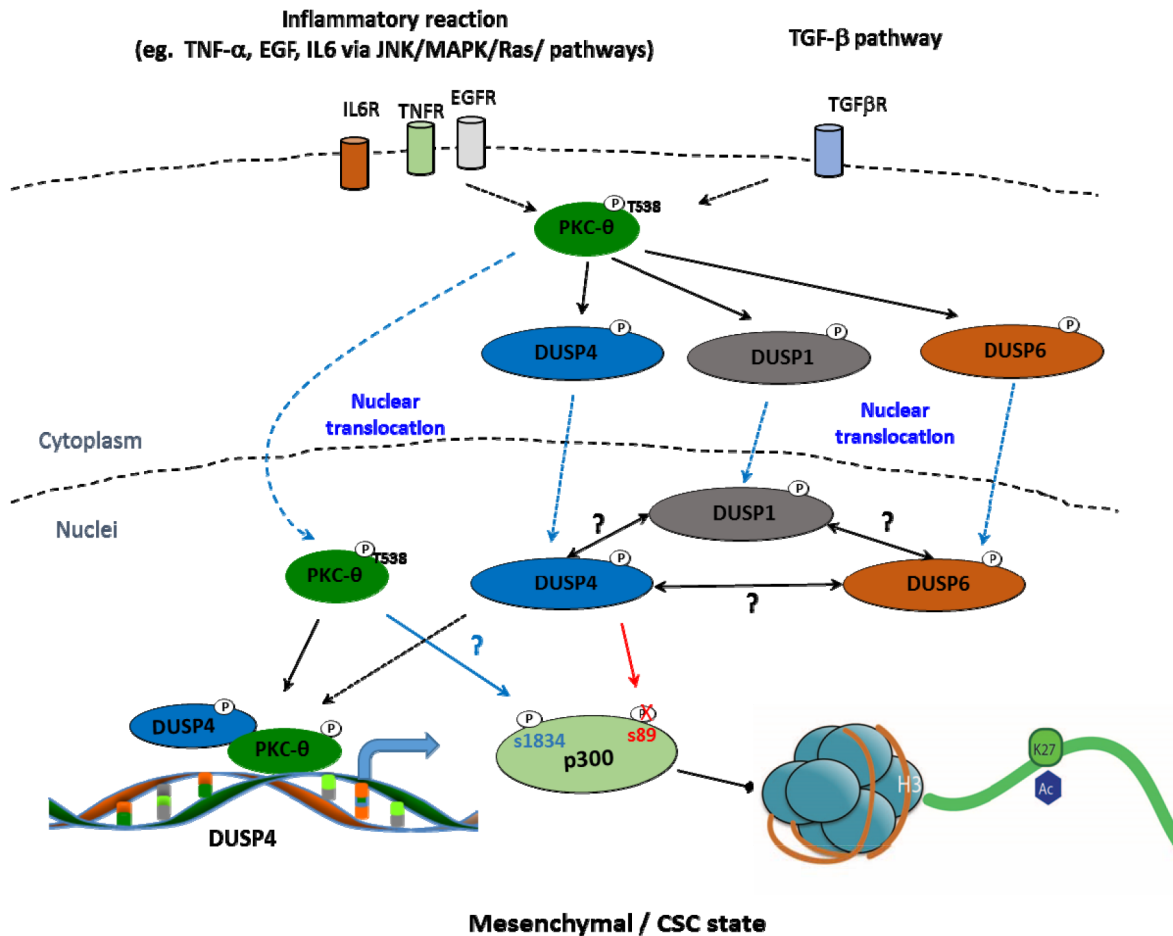 Inflammatory reaction
(eg. TNF-α, EGF, IL6 via JNK/MAPK/Ras/ pathways)
TGF-β pathway
IL6R
TNFR
EGFR
TGFβR
P
T538
PKC-θ
P
DUSP4
P
DUSP1
P
DUSP6
Nuclear
translocation
Nuclear
translocation
Cytoplasm
Nuclei
P
DUSP1
?
?
P
T538
PKC-θ
P
DUSP4
P
DUSP6
?
?
P
DUSP4
P
PKC-θ
P
s1834
P
X
s89
p300
H3
K27
Ac
DUSP4
Mesenchymal / CSC state